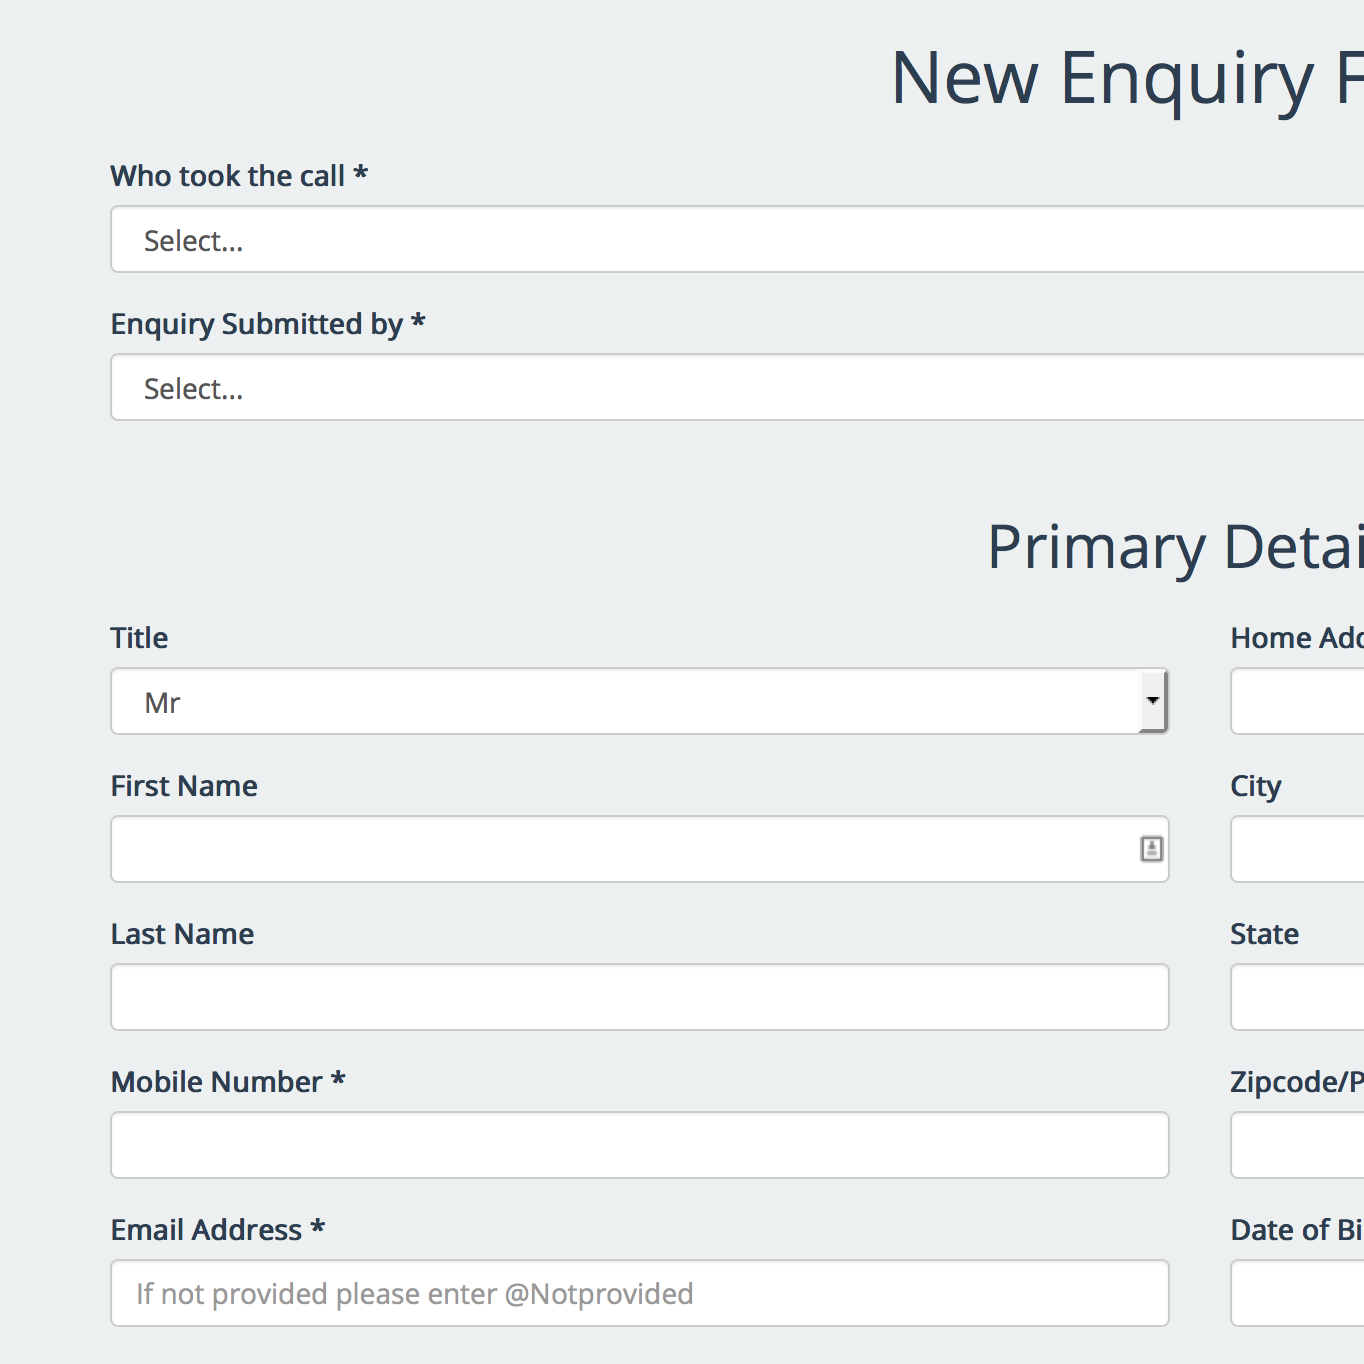 New Enquiry F
Who took the call *
Select...
Enquiry Submitted by *
Select...
Primary Detai
Title
Home Add
Mr
First Name
City
Last Name
State
Mobile Number *
Zipcode/P
Email Address *
Date of Bi
If not provided please enter @Notprovided